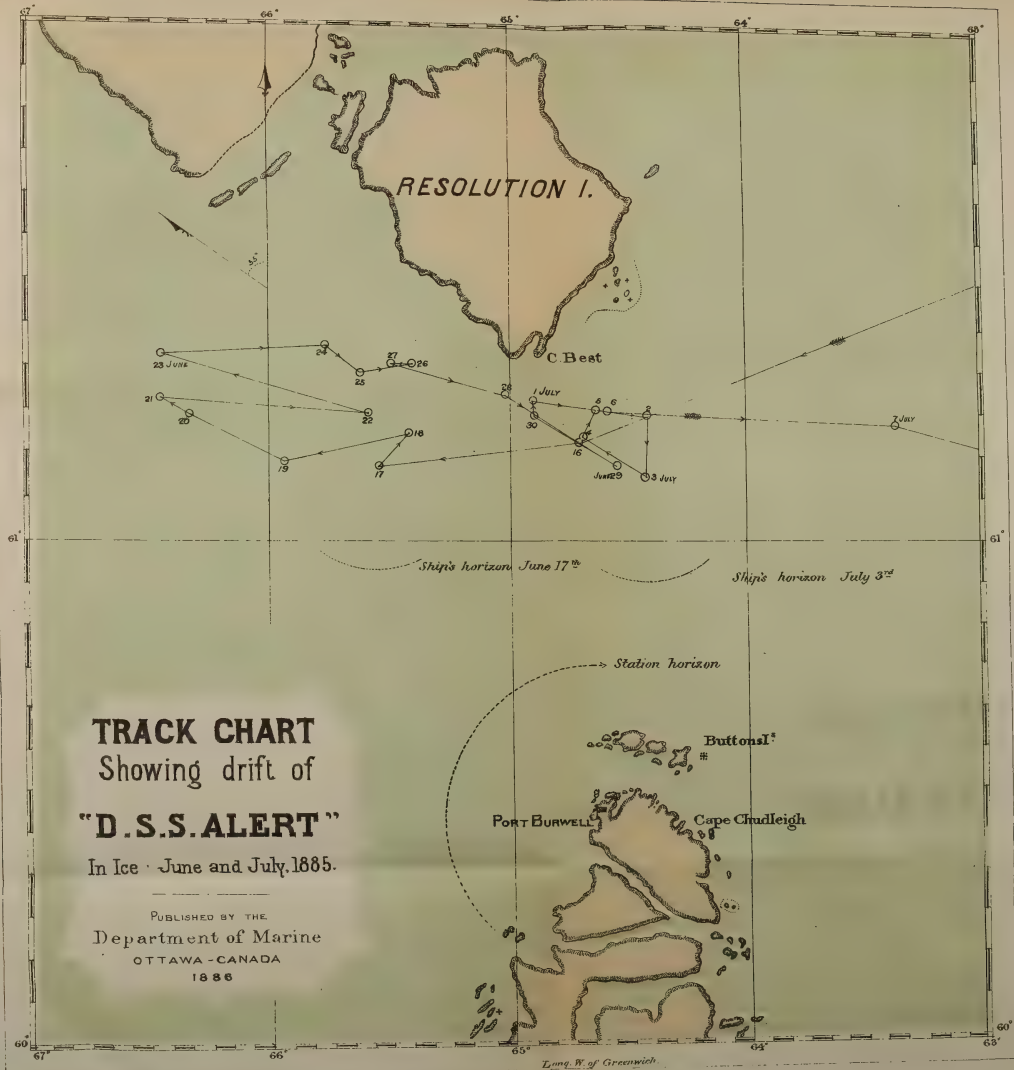 67°
66°
65°
64°
63°
RESOLUTION I.
35°
C. Best
23 JUNE
24
25
27
26
28
1 JULY
5
6
2
7 JULY
21
20
22
30
4
16
18
19
17
JUNE 29
3 JULY
61°
61°
Ship's horizon June 17th
Ship's horizon July 3rd
Station horizon
TRACK CHART
Showing drift of
"D.S.S. ALERT"
In Ice · June and July, 1885.
PUBLISHED BY THE
Department of Marine
OTTAWA - CANADA
1886
Buttons Is
PORT BURWELL
Cape Chudleigh
60°
60°
67°
66°
65°
64°
63°
Long. W. of Greenwich.